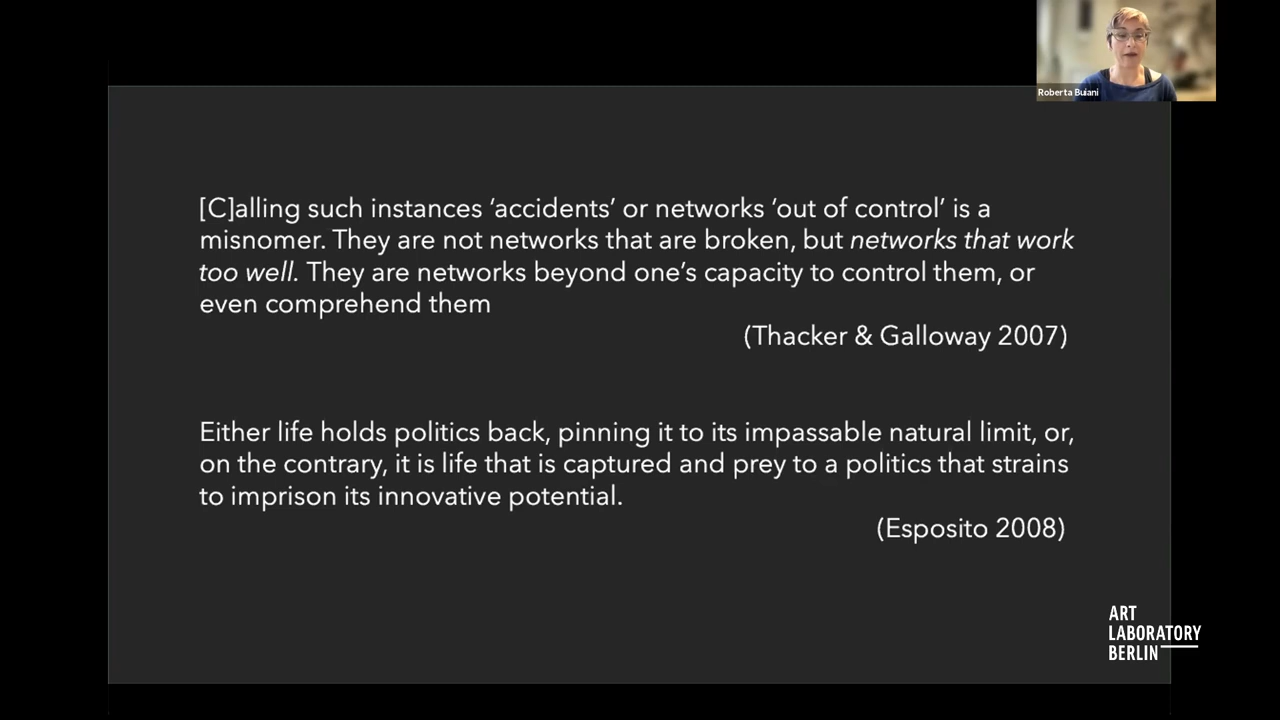 Roberta Buiani
[C]alling such instances ‘accidents’ or networks ‘out of control’ is a
misnomer. They are not networks that are broken, but networks that work
too well. They are networks beyond one’s capacity to control them, or
even comprehend them
(Thacker & Galloway 2007)
Either life holds politics back, pinning it to its impassable natural limit, or,
on the contrary, it is life that is captured and prey to a politics that strains
to imprison its innovative potential.
(Esposito 2008)
ART
LABORATORY
BERLIN